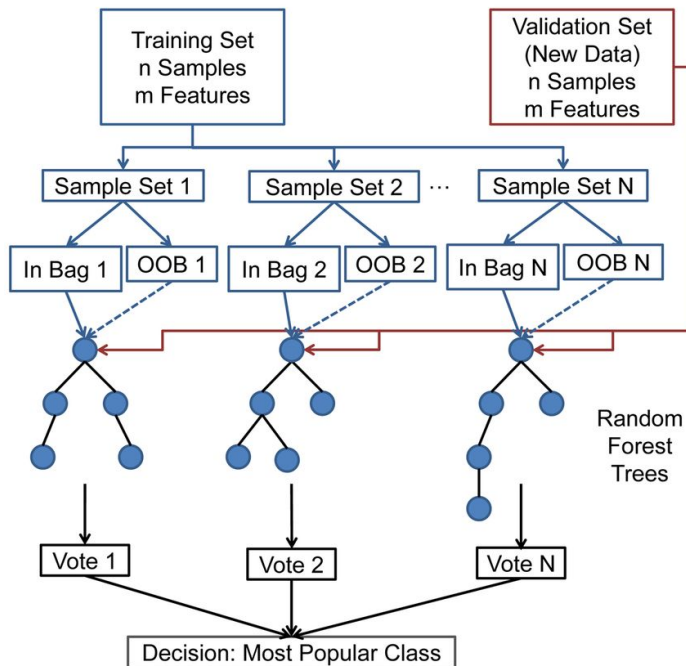 Training Set
n Samples
m Features
Validation Set
(New Data)
n Samples
m Features
Sample Set 1
Sample Set 2
...
Sample Set N
In Bag 1
OOB 1
In Bag 2
OOB 2
In Bag N
OOB N
Random
Forest
Trees
Vote 1
Vote 2
Vote N
Decision: Most Popular Class